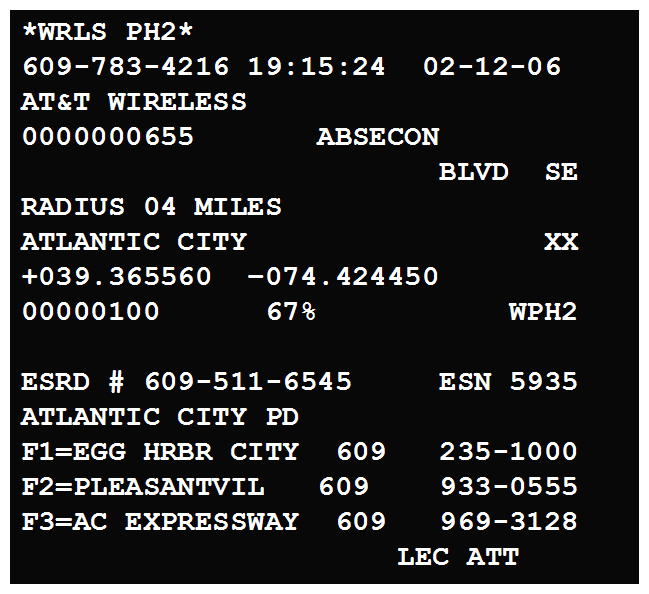 *WRLS PH2*
609-783-4216 19:15:24 02-12-06
AT&T WIRELESS
0000000655 ABSECON
BLVD SE
RADIUS 04 MILES
ATLANTIC CITY XX
+039.365560 -074.424450
00000100 67% WPH2
ESRD # 609-511-6545 ESN 5935
ATLANTIC CITY PD
F1=EGG HRBR CITY 609 235-1000
F2=PLEASANTVIL 609 933-0555
F3=AC EXPRESSWAY 609 969-3128
LEC ATT